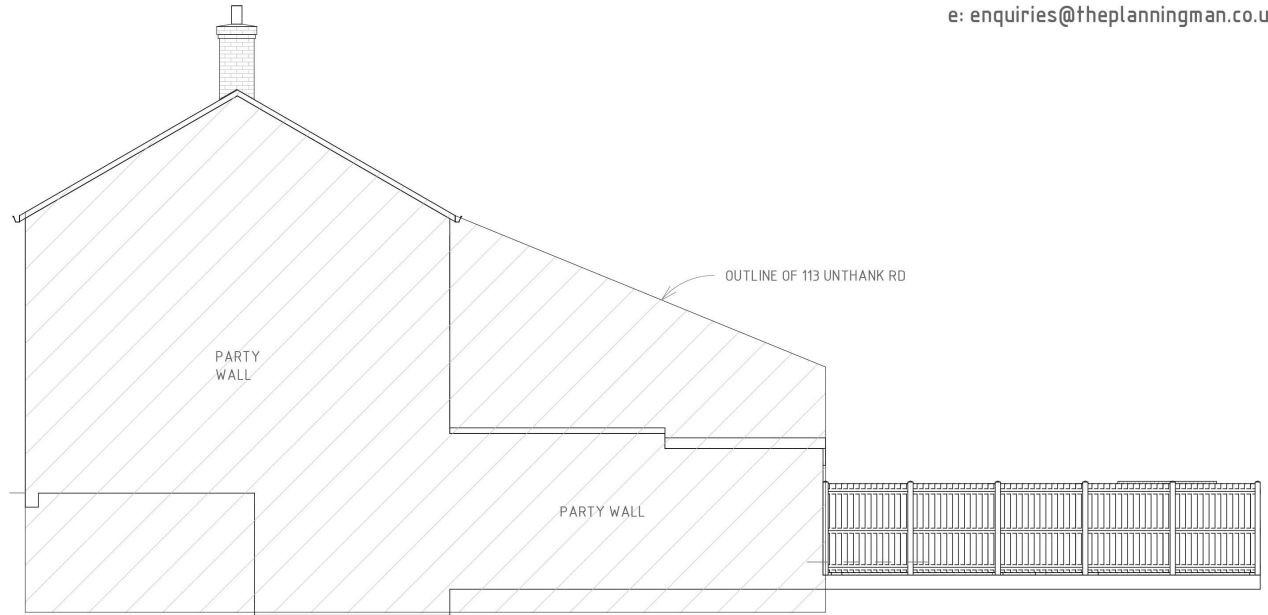 e: enquiries@theplanningman.co.u
OUTLINE OF 113 UNTHANK RD
PARTY
WALL
PARTY WALL